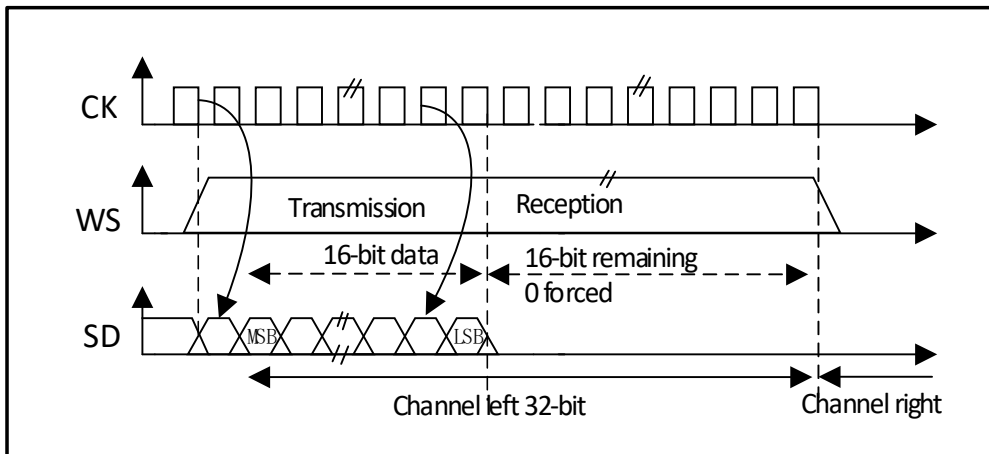 CK
WS
Transmission
Reception
16-bit data
16-bit remaining
0 forced
SD
MSB
LSB
Channel left 32-bit
Channel right